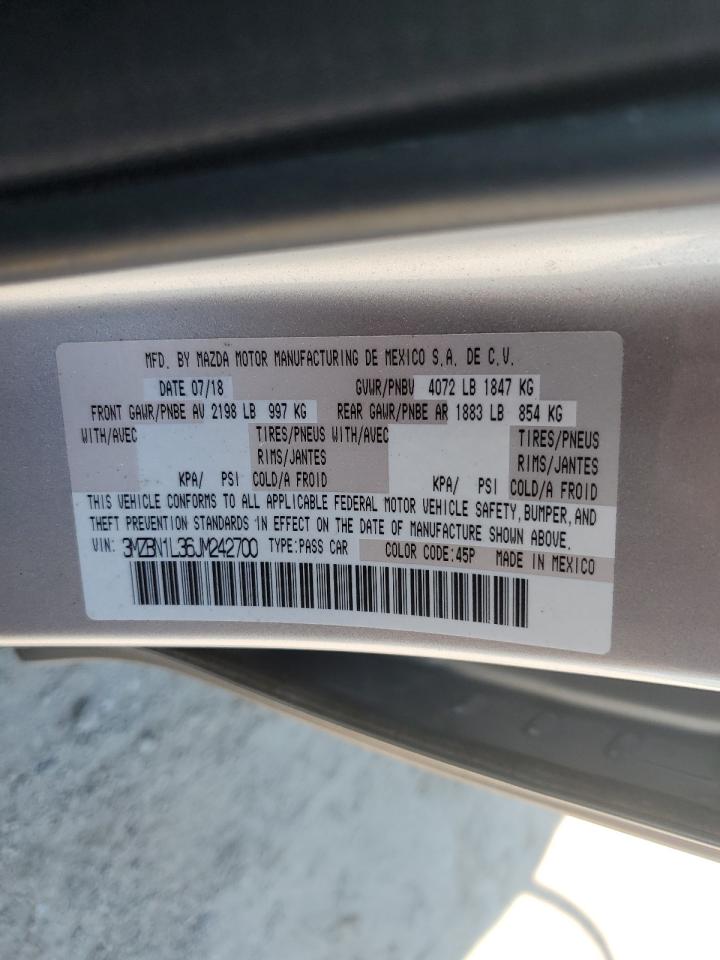 MFD. BY MAZDA MOTOR MANUFACTURING DE MEXICO S.A. DE C.V.
DATE 07/18 GVWR/PNBV 4072 LB 1847 KG
FRONT GAWR/PNBE AV 2198 LB 997 KG REAR GAWR/PNBE AR 1883 LB 854 KG
WITH/AVEC TIRES/PNEUS WITH/AVEC TIRES/PNEUS
RIMS/JANTES RIMS/JANTES
KPA/ PSI COLD/A FROID KPA/ PSI COLD/A FROID
THIS VEHICLE CONFORMS TO ALL APPLICABLE FEDERAL MOTOR VEHICLE SAFETY, BUMPER, AND
THEFT PREVENTION STANDARDS IN EFFECT ON THE DATE OF MANUFACTURE SHOWN ABOVE.
VIN: 3MZBN1L36JM242700 TYPE:PASS CAR COLOR CODE:45P MADE IN MEXICO